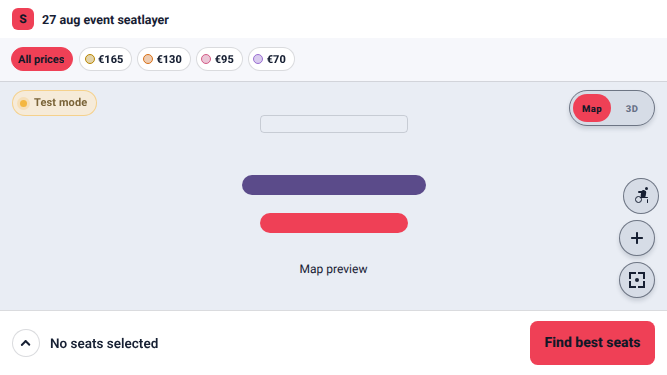 S
27 aug event seatlayer
All prices
€165
€130
€95
€70
Test mode
Map
3D
Map preview
No seats selected
Find best seats